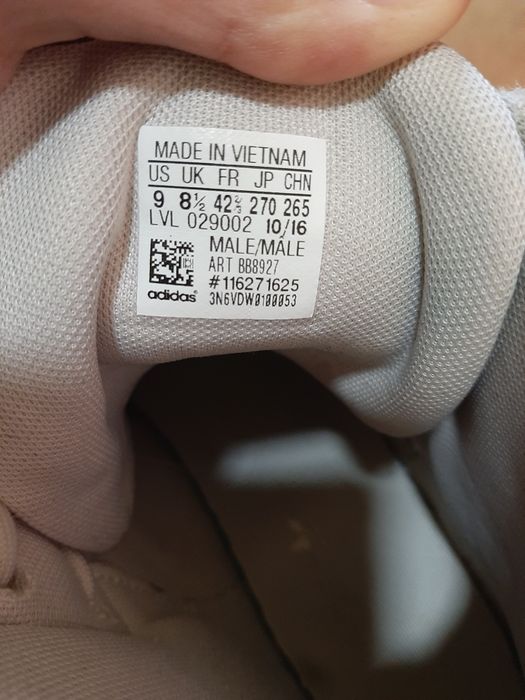 MADE IN VIETNAM
US UK FR JP CHN
9 8½ 42⅔ 270 265
LVL 029002 10/16
MALE/MÂLE
ART BB8927
#116271625
adidas® 3N6VDW0100053